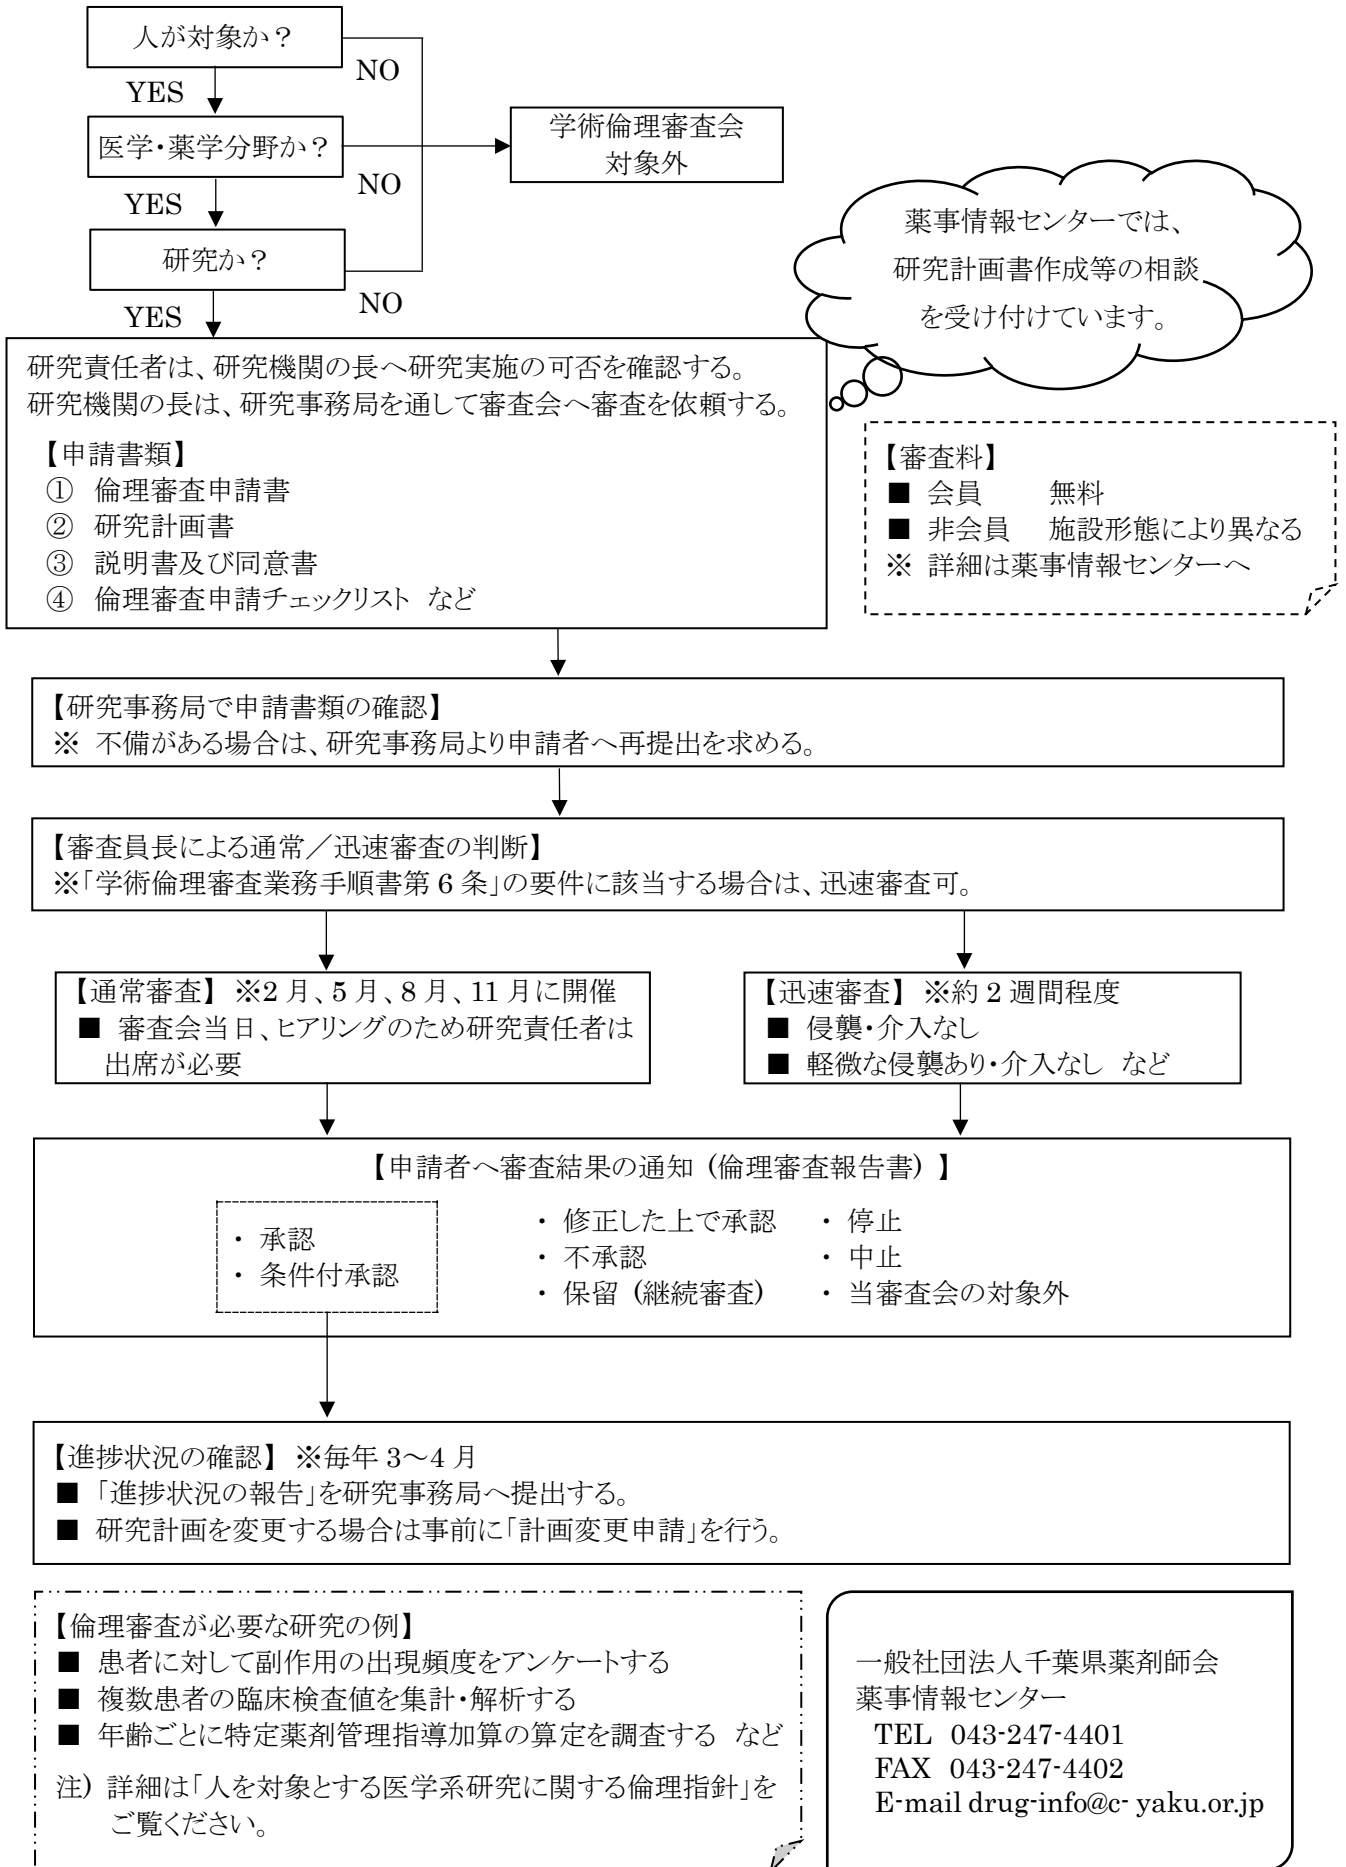 人が対象か？
NO
YES
医学・薬学分野か？
NO
YES
研究か？
NO
YES
学術倫理審査会
対象外
薬事情報センターでは、
研究計画書作成等の相談
を受け付けています。
研究責任者は、研究機関の長へ研究実施の可否を確認する。
研究機関の長は、研究事務局を通して審査会へ審査を依頼する。
【申請書類】
① 倫理審査申請書
② 研究計画書
③ 説明書及び同意書
④ 倫理審査申請チェックリスト など
【審査料】
■ 会員 無料
■ 非会員 施設形態により異なる
※ 詳細は薬事情報センターへ
【研究事務局で申請書類の確認】
※ 不備がある場合は、研究事務局より申請者へ再提出を求める。
【審査員長による通常／迅速審査の判断】
※「学術倫理審査業務手順書第 6 条」の要件に該当する場合は、迅速審査可。
【通常審査】 ※2 月、5 月、8 月、11 月に開催
■ 審査会当日、ヒアリングのため研究責任者は
出席が必要
【迅速審査】 ※約 2 週間程度
■ 侵襲・介入なし
■ 軽微な侵襲あり・介入なし など
【申請者へ審査結果の通知 (倫理審査報告書) 】
・ 承認
・ 条件付承認
・ 修正した上で承認
・ 不承認
・ 保留 (継続審査)
・ 停止
・ 中止
・ 当審査会の対象外
【進捗状況の確認】 ※毎年 3～4 月
■ 「進捗状況の報告」を研究事務局へ提出する。
■ 研究計画を変更する場合は事前に「計画変更申請」を行う。
【倫理審査が必要な研究の例】
■ 患者に対して副作用の出現頻度をアンケートする
■ 複数患者の臨床検査値を集計・解析する
■ 年齢ごとに特定薬剤管理指導加算の算定を調査する など
注) 詳細は「人を対象とする医学系研究に関する倫理指針」を
ご覧ください。
一般社団法人千葉県薬剤師会
薬事情報センター
TEL 043-247-4401
FAX 043-247-4402
E-mail drug-info@c- yaku.or.jp